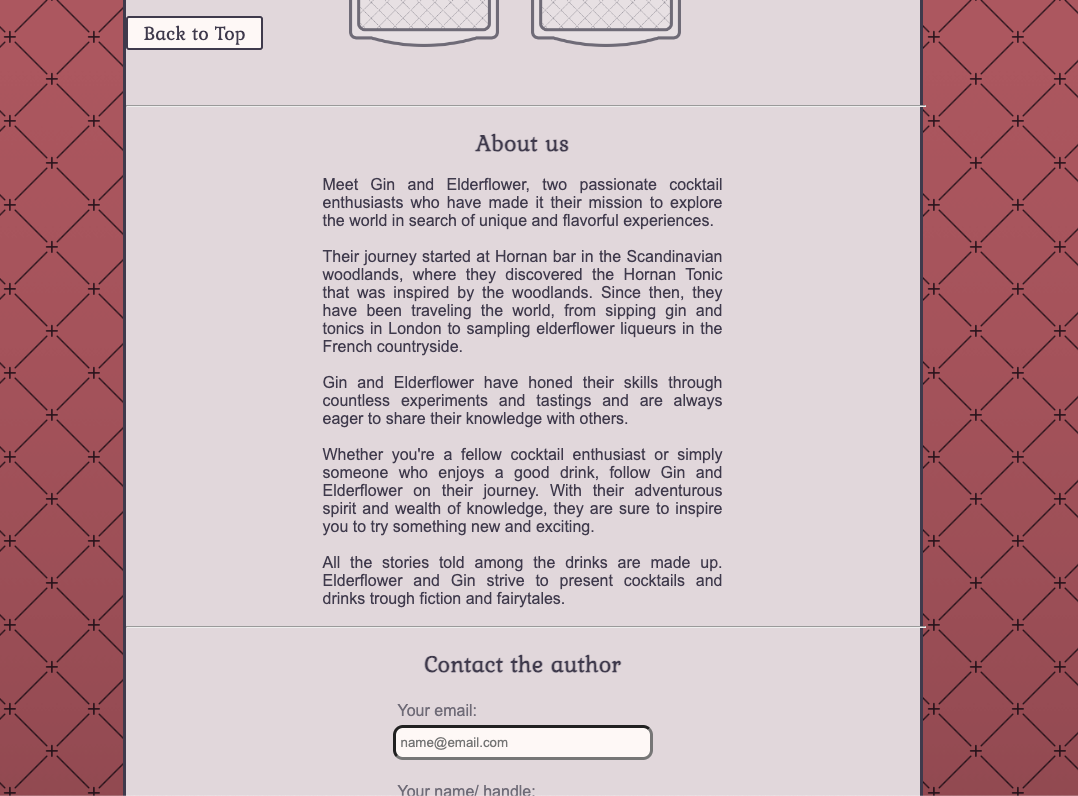 Back to Top
About us
Meet Gin and Elderflower, two passionate cocktail
enthusiasts who have made it their mission to explore
the world in search of unique and flavorful experiences.
Their journey started at Hornan bar in the Scandinavian
woodlands, where they discovered the Hornan Tonic
that was inspired by the woodlands. Since then, they
have been traveling the world, from sipping gin and
tonics in London to sampling elderflower liqueurs in the
French countryside.
Gin and Elderflower have honed their skills through
countless experiments and tastings and are always
eager to share their knowledge with others.
Whether you're a fellow cocktail enthusiast or simply
someone who enjoys a good drink, follow Gin and
Elderflower on their journey. With their adventurous
spirit and wealth of knowledge, they are sure to inspire
you to try something new and exciting.
All the stories told among the drinks are made up.
Elderflower and Gin strive to present cocktails and
drinks trough fiction and fairytales.
Contact the author
Your email:
name@email.com
Your name/ handle: